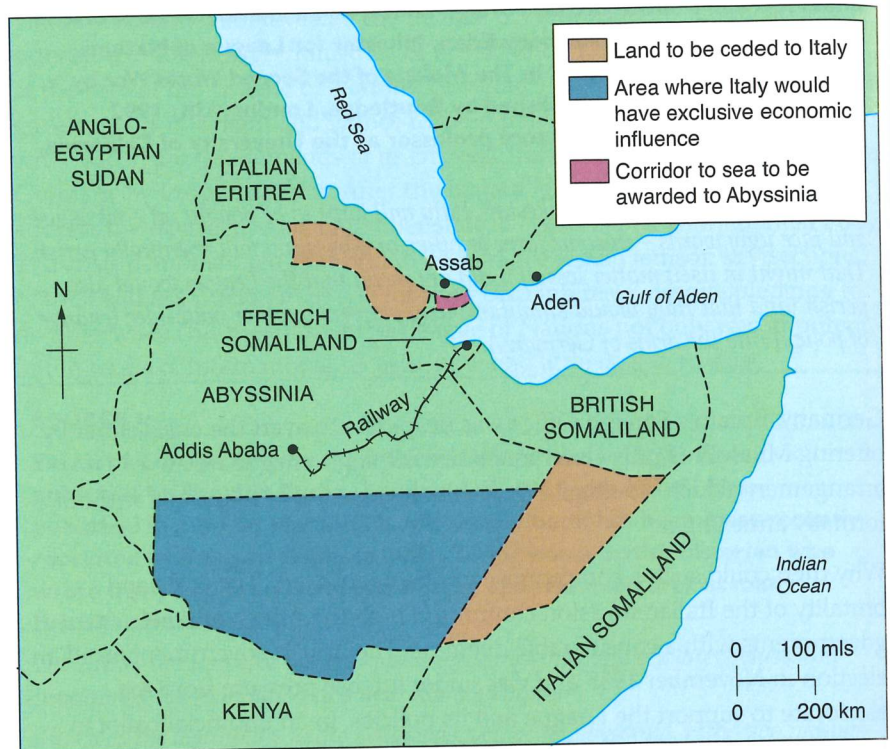 Land to be ceded to Italy
Area where Italy would
have exclusive economic
influence
Corridor to sea to be
awarded to Abyssinia
Red Sea
ANGLO-
EGYPTIAN
SUDAN
ITALIAN
ERITREA
Assab
Aden
Gulf of Aden
N
FRENCH
SOMALILAND
ABYSSINIA
Railway
BRITISH
SOMALILAND
Addis Ababa
ITALIAN SOMALILAND
Indian
Ocean
0 100 mls
0 200 km
KENYA